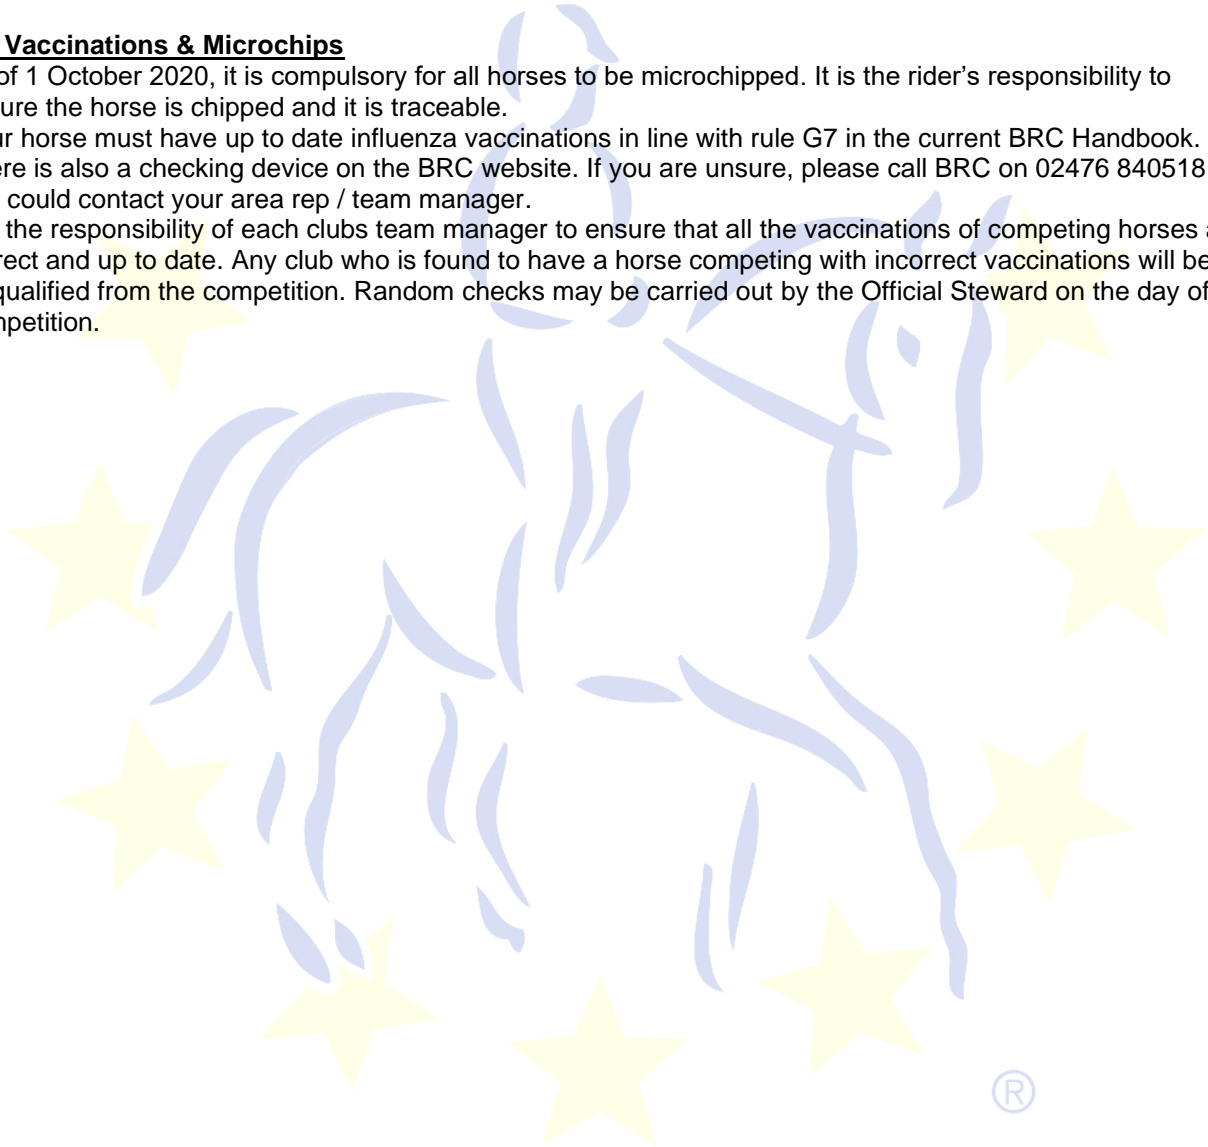 Vaccinations & Microchips
of 1 October 2020, it is compulsory for all horses to be microchipped. It is the rider's responsibility to
ure the horse is chipped and it is traceable.
ur horse must have up to date influenza vaccinations in line with rule G7 in the current BRC Handbook.
ere is also a checking device on the BRC website. If you are unsure, please call BRC on 02476 840518
could contact your area rep / team manager.
the responsibility of each clubs team manager to ensure that all the vaccinations of competing horses a
rect and up to date. Any club who is found to have a horse competing with incorrect vaccinations will be
qualified from the competition. Random checks may be carried out by the Official Steward on the day of
mpetition.
®